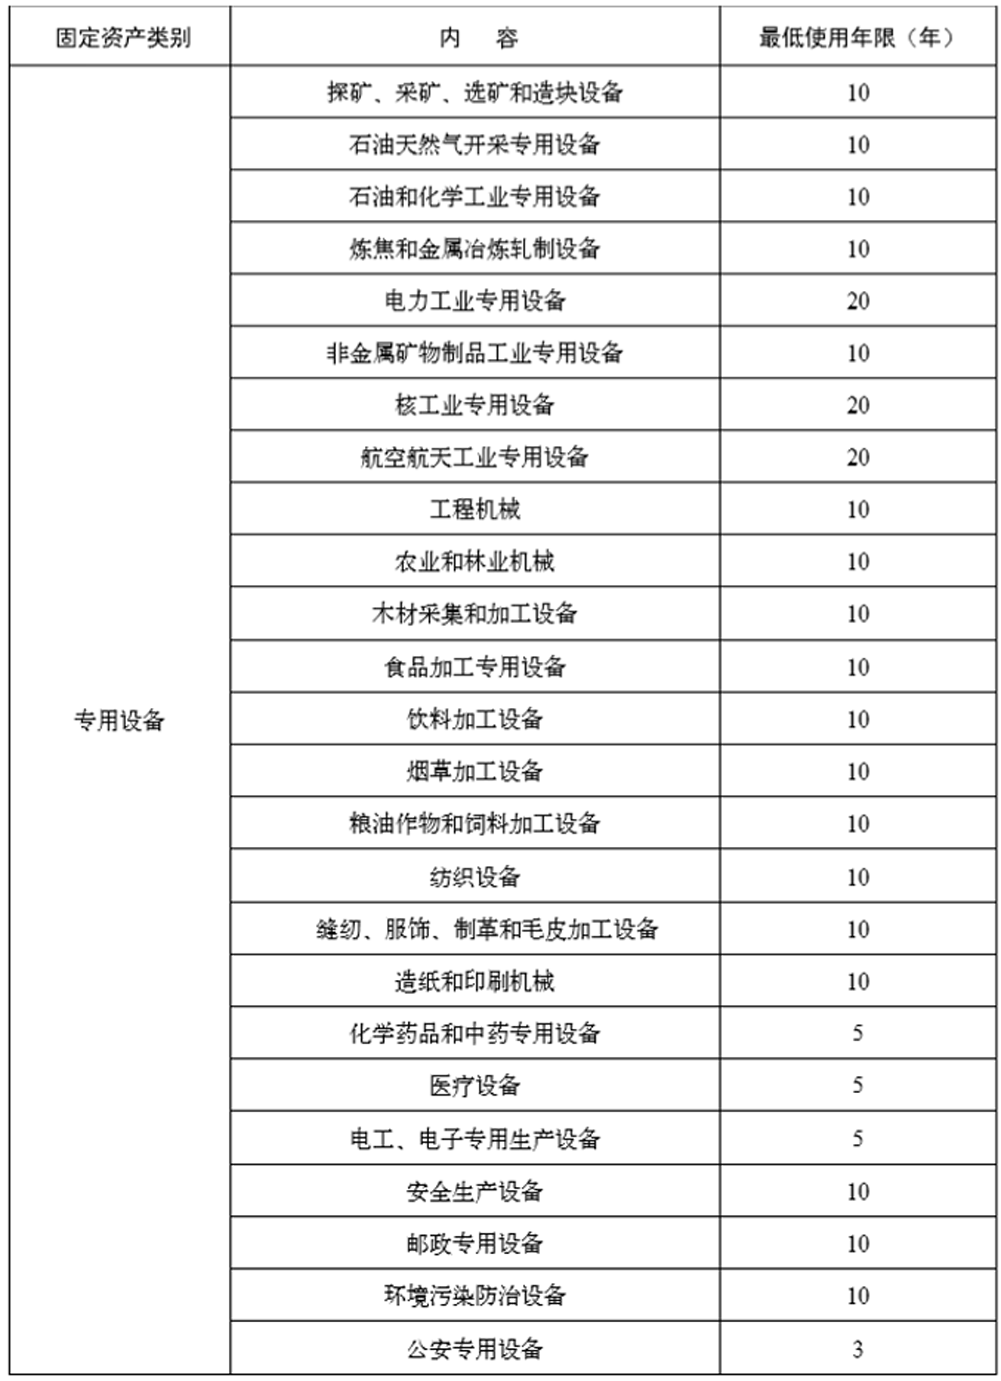 固定资产类别 内 容 最低使用年限（年）
探矿、采矿、选矿和造块设备 10
石油天然气开采专用设备 10
石油和化学工业专用设备 10
炼焦和金属冶炼轧制设备 10
电力工业专用设备 20
非金属矿物制品工业专用设备 10
核工业专用设备 20
航空航天工业专用设备 20
工程机械 10
农业和林业机械 10
木材采集和加工设备 10
食品加工专用设备 10
专用设备 饮料加工设备 10
烟草加工设备 10
粮油作物和饲料加工设备 10
纺织设备 10
缝纫、服饰、制革和毛皮加工设备 10
造纸和印刷机械 10
化学药品和中药专用设备 5
医疗设备 5
电工、电子专用生产设备 5
安全生产设备 10
邮政专用设备 10
环境污染防治设备 10
公安专用设备 3